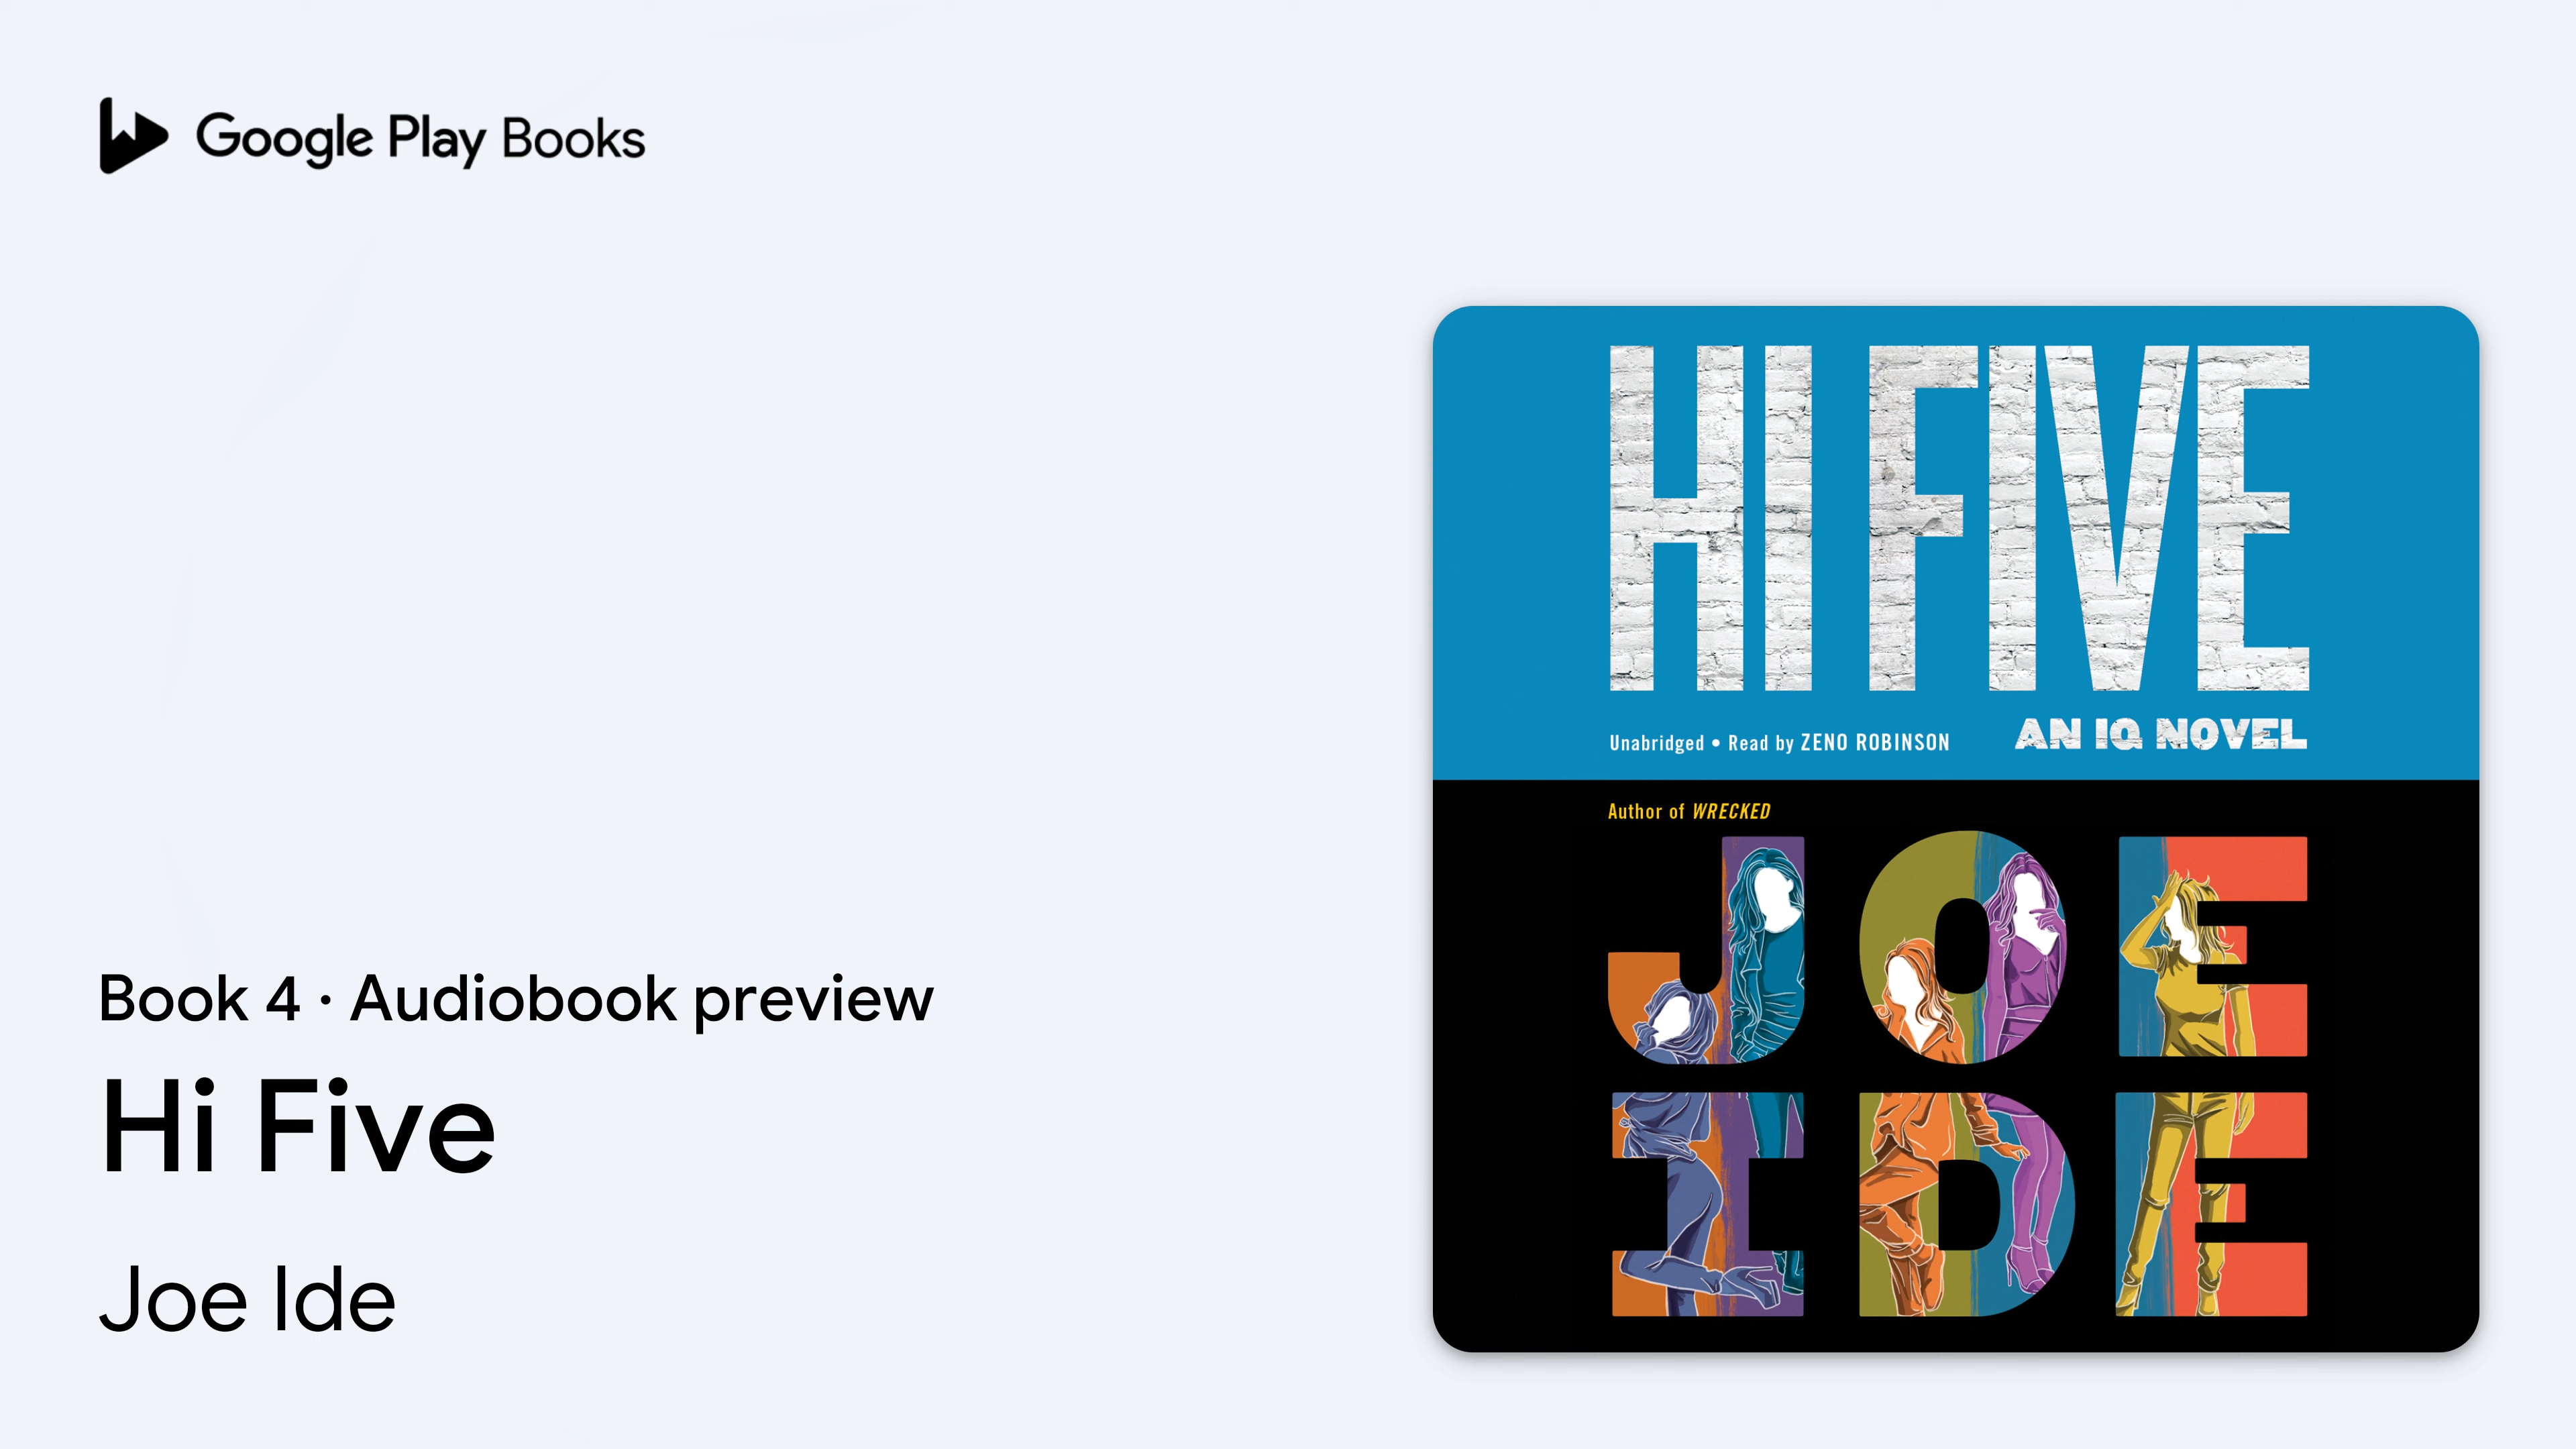 Google Play Books
Book 4 · Audiobook preview
Hi Five
Joe Ide
HI FIVE
Unabridged • Read by ZENO ROBINSON
AN IQ NOVEL
Author of WRECKED
JOE
IDE